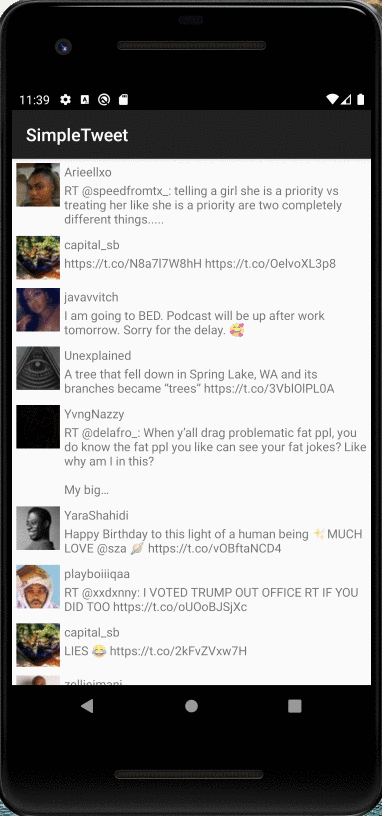 11:39
SimpleTweet
Arieellxo
RT @speedfromtx_: telling a girl she is a priority vs
treating her like she is a priority are two completely
different things.....
capital_sb
https://t.co/N8a7l7W8hH https://t.co/OelvoXL3p8
javavvitch
I am going to BED. Podcast will be up after work
tomorrow. Sorry for the delay. 🥰
Unexplained
A tree that fell down in Spring Lake, WA and its
branches became “trees” https://t.co/3VbIOlPL0A
YvngNazzy
RT @delafro_: When y’all drag problematic fat ppl, you
do know the fat ppl you like can see your fat jokes? Like
why am I in this?
My big…
YaraShahidi
Happy Birthday to this light of a human being ✨MUCH
LOVE @sza 🪐 https://t.co/vOBftaNCD4
playboiiiqaa
RT @xxdxnny: I VOTED TRUMP OUT OFFICE RT IF YOU
DID TOO https://t.co/oUOoBJSjXc
capital_sb
LIES 😂 https://t.co/2kFvZVxw7H